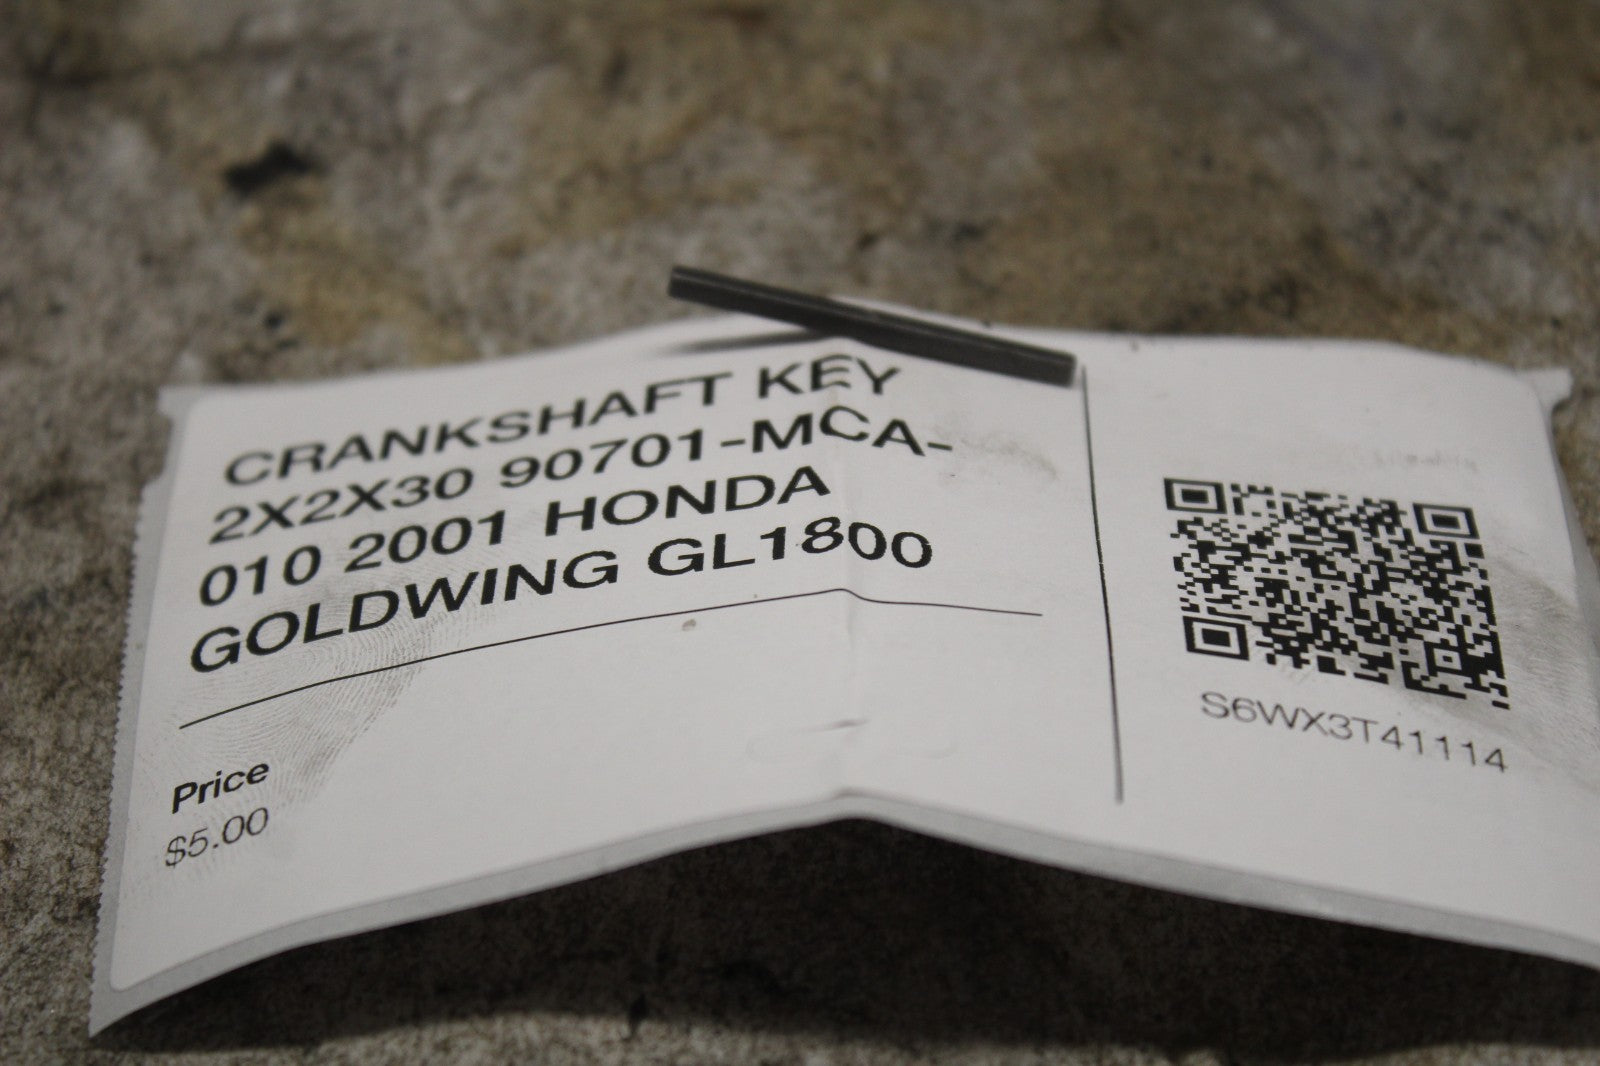 CRANKSHAFT KEY
2X2X30 90701-MCA-
010 2001 HONDA
GOLDWING GL1800
Price
$5.00
S6WX3T41114